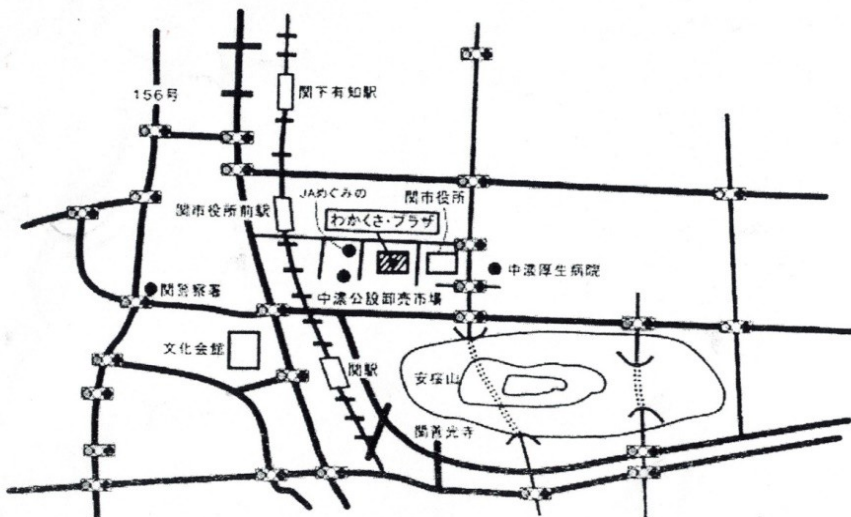 156号
関下有知駅
JAめぐみの
関市役所
関市役所前駅
わかくさ・プラザ
中濃厚生病院
関警察署
中濃公設卸売市場
文化会館
関駅
安桜山
関善光寺